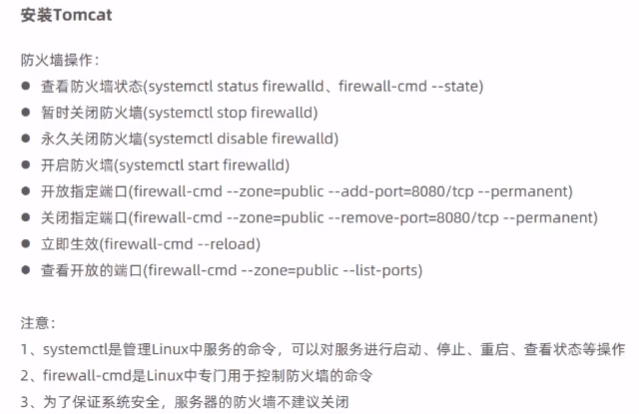 安装Tomcat
防火墙操作：
● 查看防火墙状态(systemctl status firewalld、firewall-cmd --state)
● 暂时关闭防火墙(systemctl stop firewalld)
● 永久关闭防火墙(systemctl disable firewalld)
● 开启防火墙(systemctl start firewalld)
● 开放指定端口(firewall-cmd --zone=public --add-port=8080/tcp --permanent)
● 关闭指定端口(firewall-cmd --zone=public --remove-port=8080/tcp --permanent)
● 立即生效(firewall-cmd --reload)
● 查看开放的端口(firewall-cmd --zone=public --list-ports)
注意：
1、systemctl是管理Linux中服务的命令，可以对服务进行启动、停止、重启、查看状态等操作
2、firewall-cmd是Linux中专门用于控制防火墙的命令
3、为了保证系统安全，服务器的防火墙不建议关闭